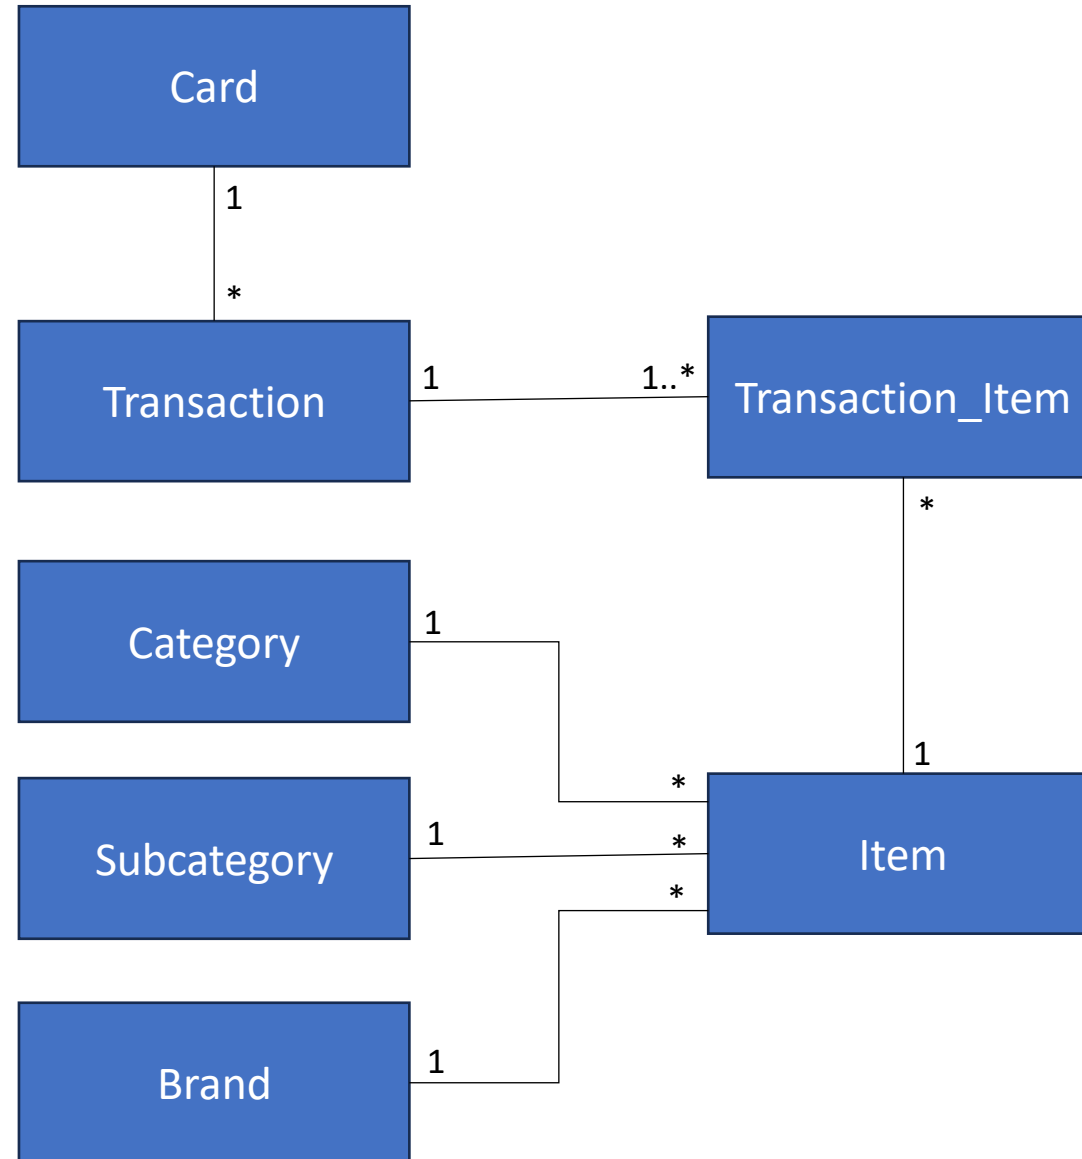 Card
1
*
Transaction
1
1..*
Transaction_Item
*
Category
1
1
*
Subcategory
1
*
Item
*
Brand
1